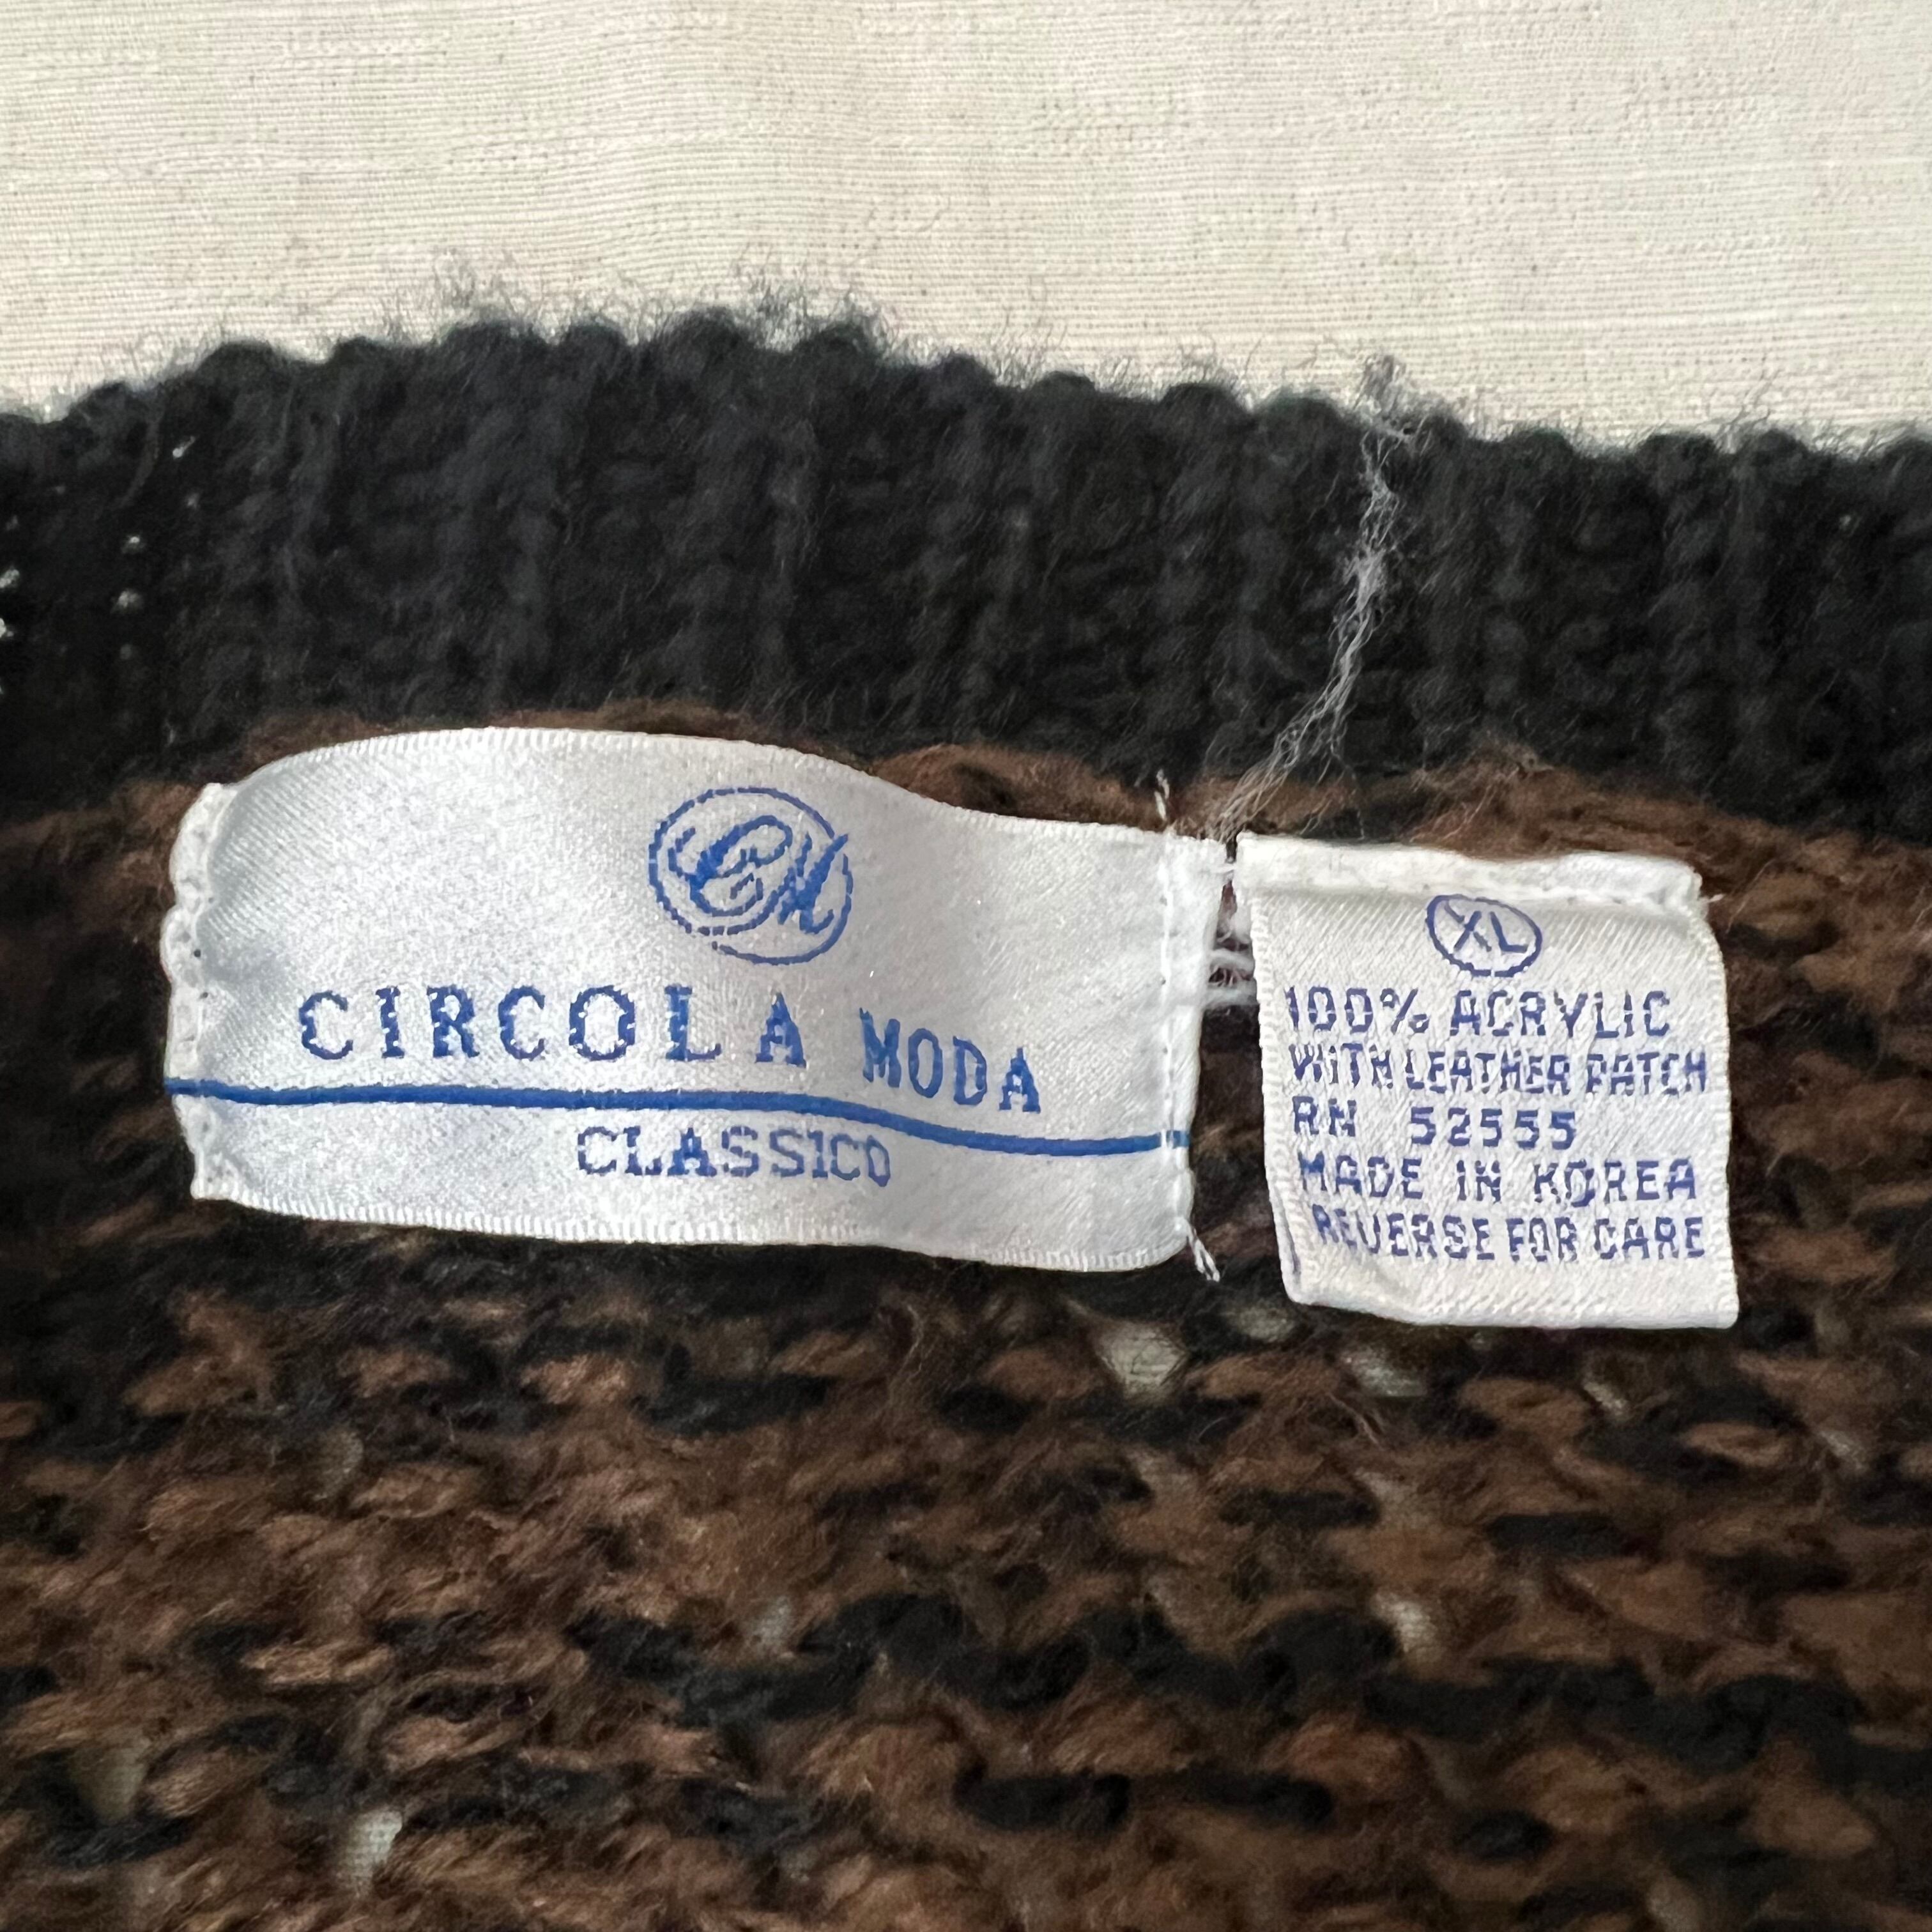 CM
CIRCOLA MODA
CLASSICO
XL
100% ACRYLIC
WITH LEATHER PATCH
RN 52555
MADE IN KOREA
REVERSE FOR CARE